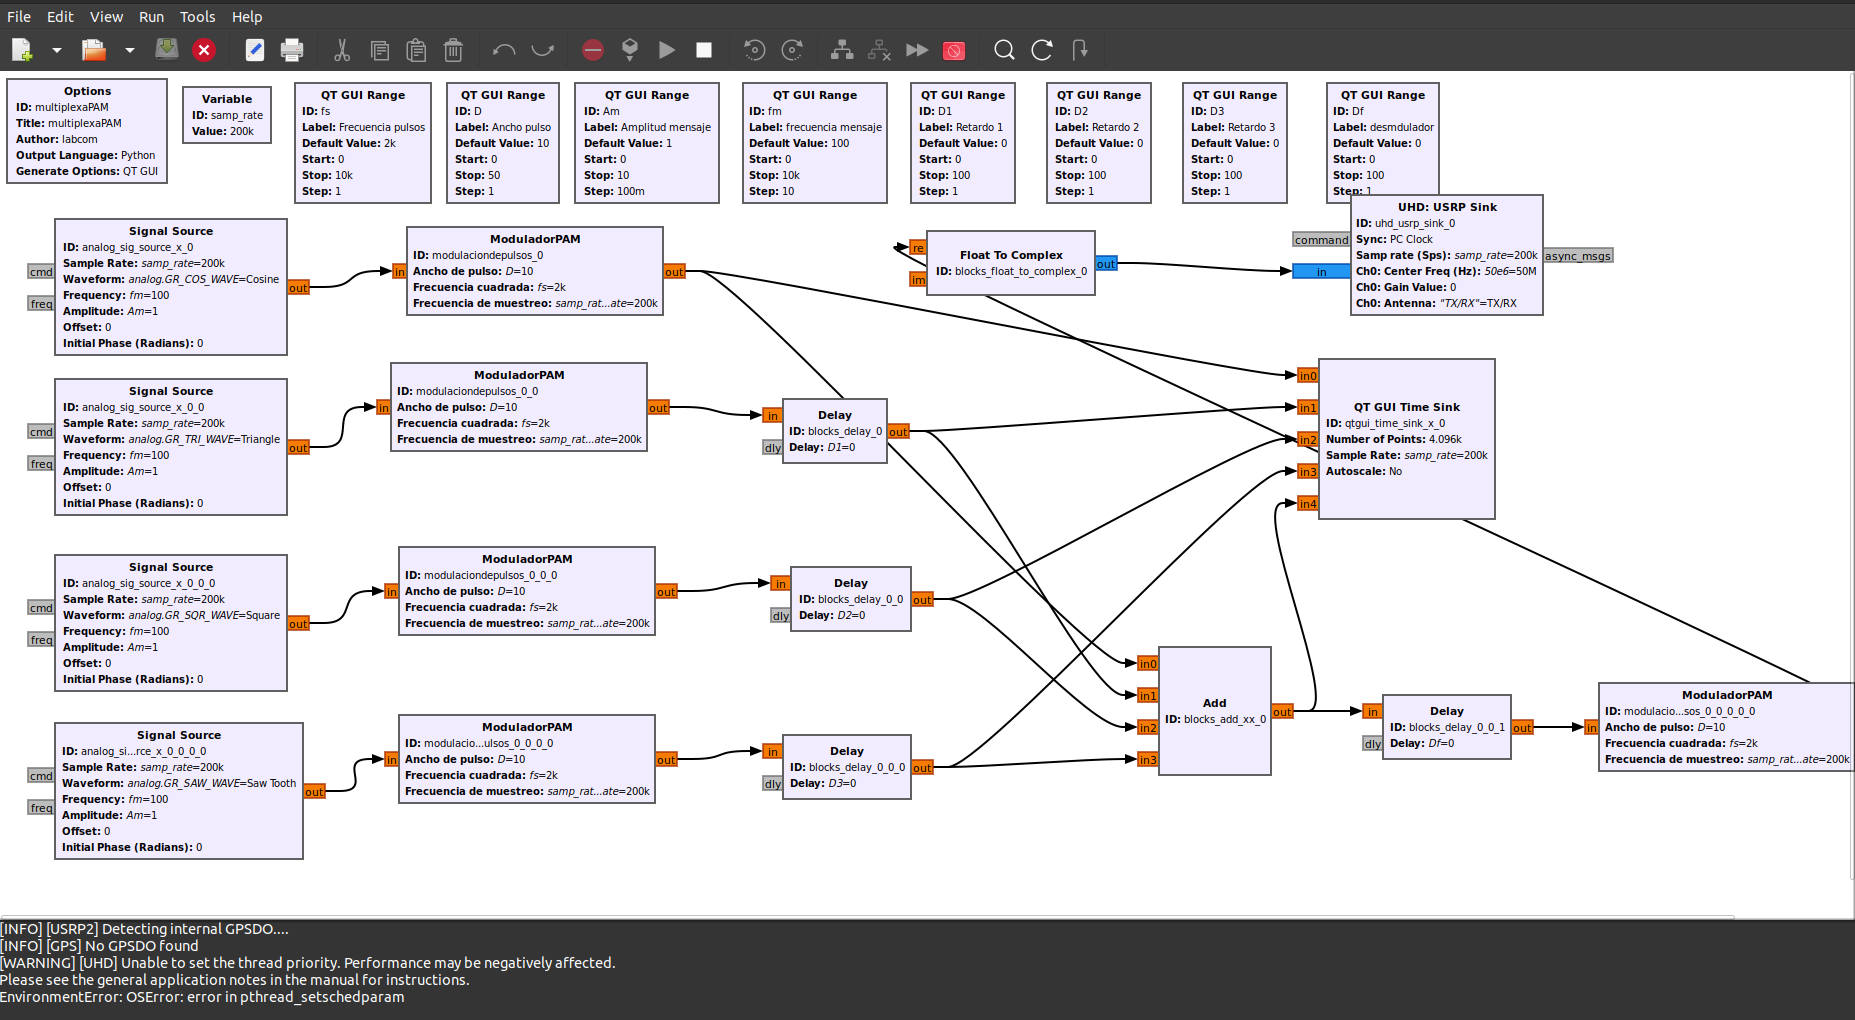 File Edit View Run Tools Help
Options
ID: multiplexaPAM
Title: multiplexaPAM
Author: labcom
Output Language: Python
Generate Options: QT GUI
Variable
ID: samp_rate
Value: 200k
QT GUI Range
ID: fs
Label: Frecuencia pulsos
Default Value: 2k
Start: 0
Stop: 10k
Step: 1
QT GUI Range
ID: D
Label: Ancho pulso
Default Value: 10
Start: 0
Stop: 50
Step: 1
QT GUI Range
ID: Am
Label: Amplitud mensaje
Default Value: 1
Start: 0
Stop: 10
Step: 100m
QT GUI Range
ID: fm
Label: frecuencia mensaje
Default Value: 100
Start: 0
Stop: 10k
Step: 10
QT GUI Range
ID: D1
Label: Retardo 1
Default Value: 0
Start: 0
Stop: 100
Step: 1
QT GUI Range
ID: D2
Label: Retardo 2
Default Value: 0
Start: 0
Stop: 100
Step: 1
QT GUI Range
ID: D3
Label: Retardo 3
Default Value: 0
Start: 0
Stop: 100
Step: 1
QT GUI Range
ID: Df
Label: desmdulador
Default Value: 0
Start: 0
Stop: 100
Step: 1
Signal Source
ID: analog_sig_source_x_0
Sample Rate: samp_rate=200k
Waveform: analog.GR_COS_WAVE=Cosine
Frequency: fm=100
Amplitude: Am=1
Offset: 0
Initial Phase (Radians): 0
cmd
freq
out
in
ModuladorPAM
ID: modulaciondepulsos_0
Ancho de pulso: D=10
Frecuencia cuadrada: fs=2k
Frecuencia de muestreo: samp_rat...ate=200k
out
re
im
Float To Complex
ID: blocks_float_to_complex_0
out
command
in
UHD: USRP Sink
ID: uhd_usrp_sink_0
Sync: PC Clock
Samp rate (Sps): samp_rate=200k
Ch0: Center Freq (Hz): 50e6=50M
Ch0: Gain Value: 0
Ch0: Antenna: "TX/RX"=TX/RX
async_msgs
Signal Source
ID: analog_sig_source_x_0_0
Sample Rate: samp_rate=200k
Waveform: analog.GR_TRI_WAVE=Triangle
Frequency: fm=100
Amplitude: Am=1
Offset: 0
Initial Phase (Radians): 0
cmd
freq
out
in
ModuladorPAM
ID: modulaciondepulsos_0_0
Ancho de pulso: D=10
Frecuencia cuadrada: fs=2k
Frecuencia de muestreo: samp_rat...ate=200k
out
in
dly
Delay
ID: blocks_delay_0
Delay: D1=0
out
in0
in1
in2
in3
in4
QT GUI Time Sink
ID: qtgui_time_sink_x_0
Number of Points: 4.096k
Sample Rate: samp_rate=200k
Autoscale: No
Signal Source
ID: analog_sig_source_x_0_0_0
Sample Rate: samp_rate=200k
Waveform: analog.GR_SQR_WAVE=Square
Frequency: fm=100
Amplitude: Am=1
Offset: 0
Initial Phase (Radians): 0
cmd
freq
out
in
ModuladorPAM
ID: modulaciondepulsos_0_0_0
Ancho de pulso: D=10
Frecuencia cuadrada: fs=2k
Frecuencia de muestreo: samp_rat...ate=200k
out
in
dly
Delay
ID: blocks_delay_0_0
Delay: D2=0
out
Signal Source
ID: analog_si...rce_x_0_0_0_0
Sample Rate: samp_rate=200k
Waveform: analog.GR_SAW_WAVE=Saw Tooth
Frequency: fm=100
Amplitude: Am=1
Offset: 0
Initial Phase (Radians): 0
cmd
freq
out
in
ModuladorPAM
ID: modulacio...ulsos_0_0_0_0
Ancho de pulso: D=10
Frecuencia cuadrada: fs=2k
Frecuencia de muestreo: samp_rat...ate=200k
out
in
dly
Delay
ID: blocks_delay_0_0_0
Delay: D3=0
out
in0
in1
in2
in3
Add
ID: blocks_add_xx_0
out
in
dly
Delay
ID: blocks_delay_0_0_1
Delay: Df=0
out
in
ModuladorPAM
ID: modulacio...sos_0_0_0_0_0
Ancho de pulso: D=10
Frecuencia cuadrada: fs=2k
Frecuencia de muestreo: samp_rat...ate=200k
[INFO] [USRP2] Detecting internal GPSDO....
[INFO] [GPS] No GPSDO found
[WARNING] [UHD] Unable to set the thread priority. Performance may be negatively affected.
Please see the general application notes in the manual for instructions.
EnvironmentError: OSError: error in pthread_setschedparam